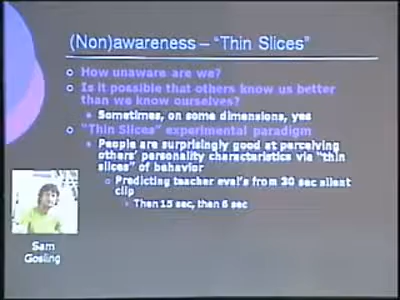 (Non)awareness – "Thin Slices"
How unaware are we?
Is it possible that others know us better
than we know ourselves?
Sometimes, on some dimensions, yes
"Thin Slices" experimental paradigm
People are surprisingly good at perceiving
others' personality characteristics via "thin
slices" of behavior
Predicting teacher eval's from 30 sec silent
clip
Then 15 sec, then 6 sec
Sam
Gosling